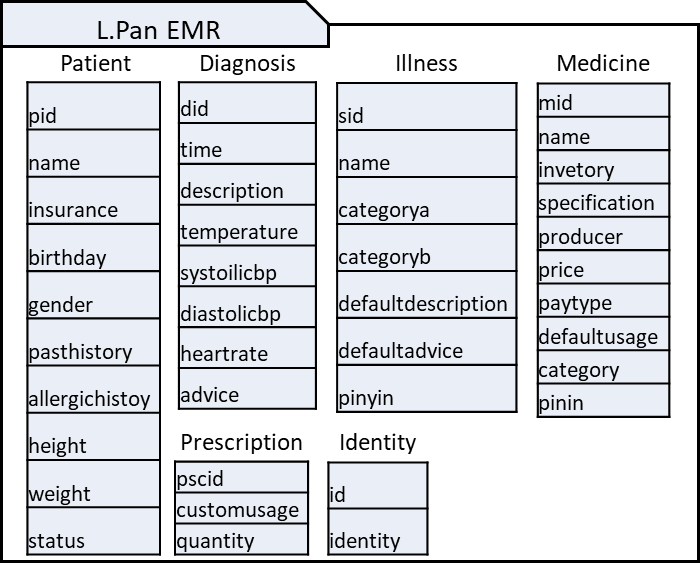 L.Pan EMR
Patient
pid
name
insurance
birthday
gender
pasthistory
allergichistoy
height
weight
status
Diagnosis
did
time
description
temperature
systoilicbp
diastolicbp
heartrate
advice
Illness
sid
name
categorya
categoryb
defaultdescription
defaultadvice
pinyin
Medicine
mid
name
invetory
specification
producer
price
paytype
defaultusage
category
pinin
Prescription
pscid
customusage
quantity
Identity
id
identity